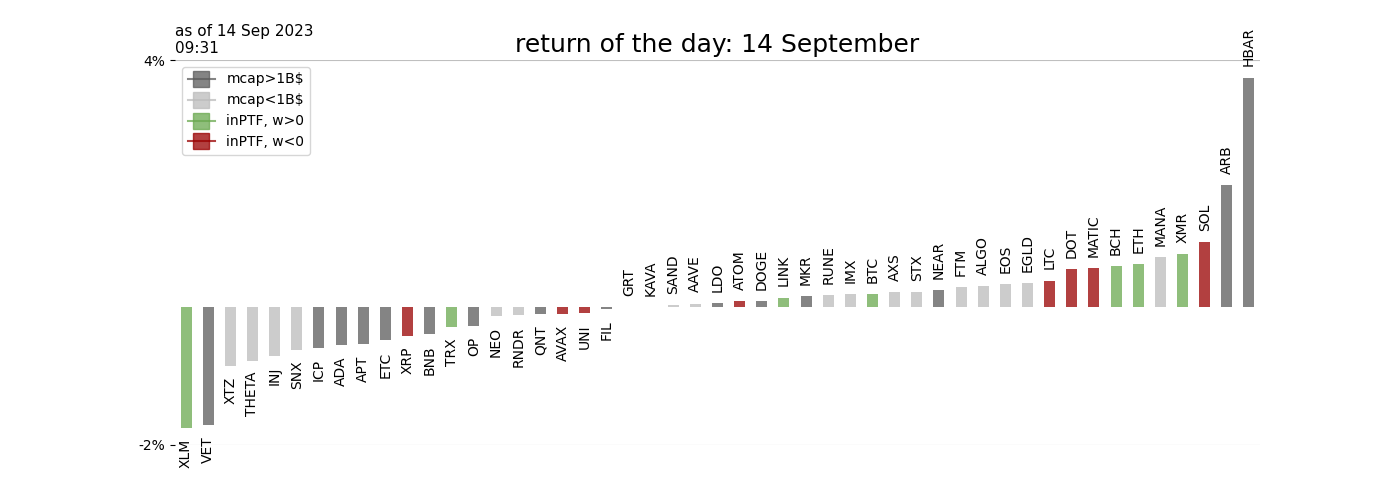 as of 14 Sep 2023
09:31
return of the day: 14 September
4%
mcap>1B$
mcap<1B$
inPTF, w>0
inPTF, w<0
-2%
XLM
VET
XTZ
THETA
INJ
SNX
ICP
ADA
APT
ETC
XRP
BNB
TRX
OP
NEO
RNDR
QNT
AVAX
UNI
FIL
GRT
KAVA
SAND
AAVE
LDO
ATOM
DOGE
LINK
MKR
RUNE
IMX
BTC
AXS
STX
NEAR
FTM
ALGO
EOS
EGLD
LTC
DOT
MATIC
BCH
ETH
MANA
XMR
SOL
ARB
HBAR